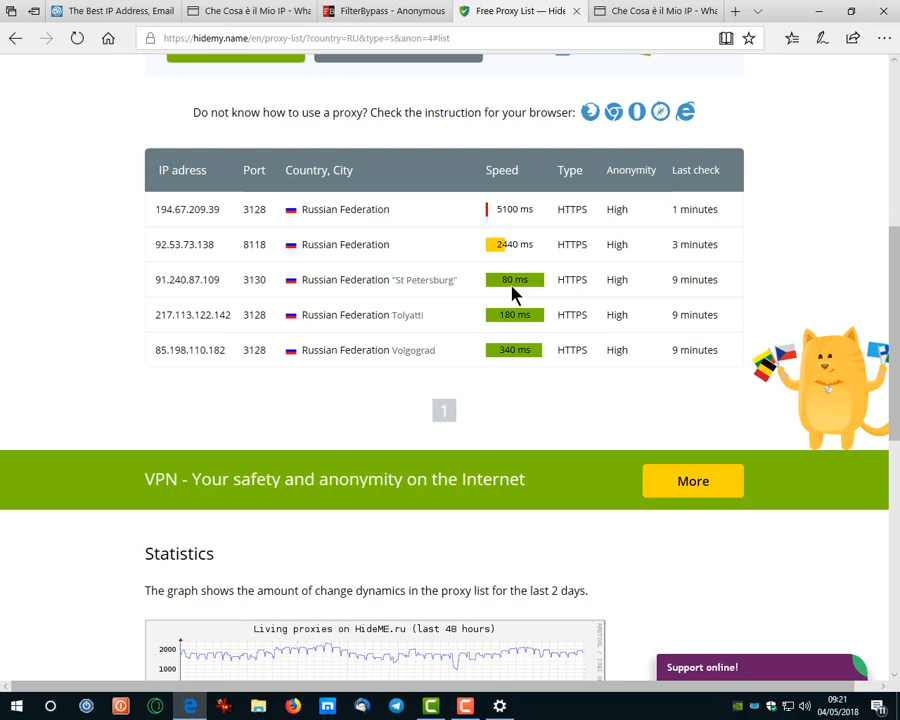 The Best IP Address, Email
Che Cosa è il Mio IP - Wha
FilterBypass - Anonymous
Free Proxy List — Hide
Che Cosa è il Mio IP - Wha
https://hidemy.name/en/proxy-list/?country=RU&type=s&anon=4#list
Do not know how to use a proxy? Check the instruction for your browser:
IP adress Port Country, City Speed Type Anonymity Last check
194.67.209.39 3128 Russian Federation 5100 ms HTTPS High 1 minutes
92.53.73.138 8118 Russian Federation 2440 ms HTTPS High 3 minutes
91.240.87.109 3130 Russian Federation "St Petersburg" 80 ms HTTPS High 9 minutes
217.113.122.142 3128 Russian Federation Tolyatti 180 ms HTTPS High 9 minutes
85.198.110.182 3128 Russian Federation Volgograd 340 ms HTTPS High 9 minutes
1
VPN - Your safety and anonymity on the Internet
More
Statistics
The graph shows the amount of change dynamics in the proxy list for the last 2 days.
Living proxies on HideME.ru (last 48 hours)
2000
1000
Support online!
09:21
04/05/2018